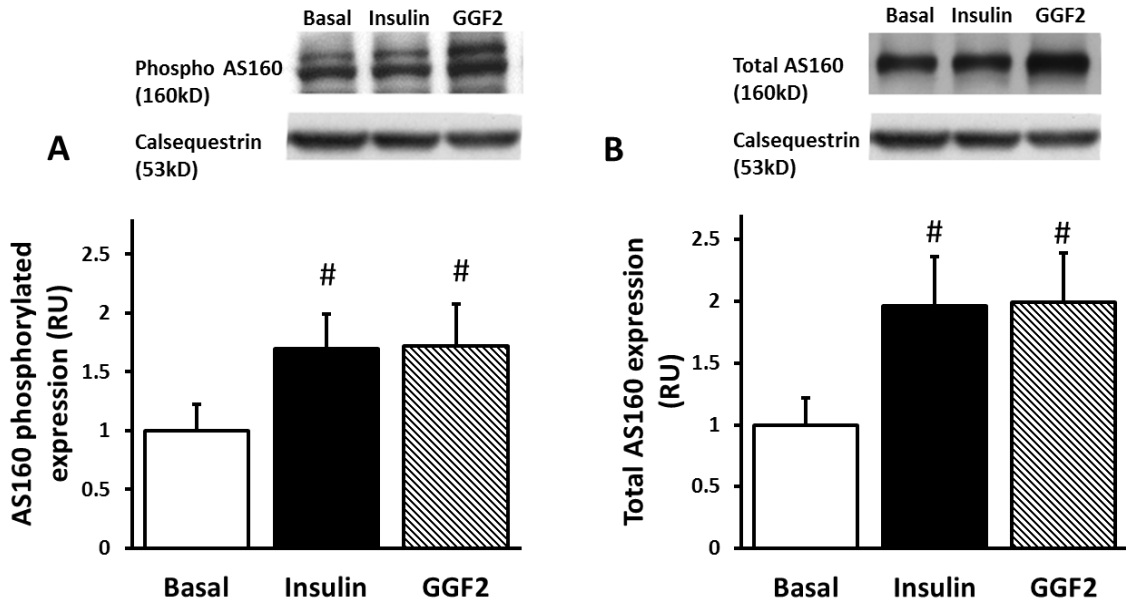 Basal Insulin GGF2
Phospho AS160
(160kD)
Calsequestrin
(53kD)
A
AS160 phosphorylated
expression (RU)
2.5
2
1.5
1
0.5
0
# #
Basal Insulin GGF2
Basal Insulin GGF2
Total AS160
(160kD)
Calsequestrin
(53kD)
B
Total AS160 expression
(RU)
2.5
2
1.5
1
0.5
0
# #
Basal Insulin GGF2